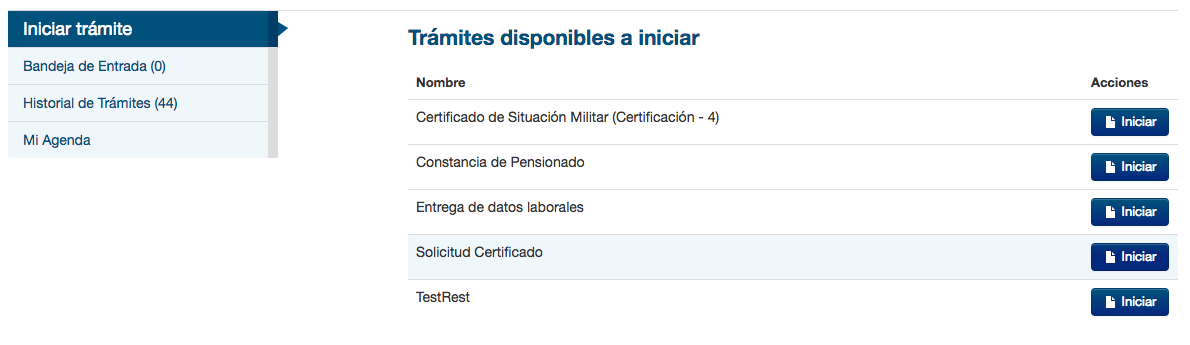 Iniciar trámite
Bandeja de Entrada (0)
Historial de Trámites (44)
Mi Agenda
Trámites disponibles a iniciar
Nombre Acciones
Certificado de Situación Militar (Certificación - 4) Iniciar
Constancia de Pensionado Iniciar
Entrega de datos laborales Iniciar
Solicitud Certificado Iniciar
TestRest Iniciar